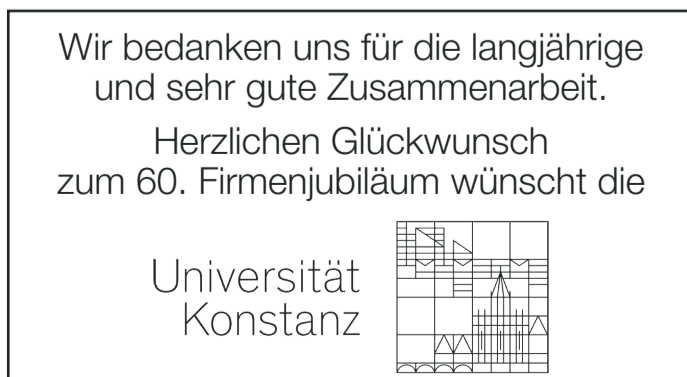 Wir bedanken uns für die langjährige
und sehr gute Zusammenarbeit.
Herzlichen Glückwunsch
zum 60. Firmenjubiläum wünscht die
Universität
Konstanz